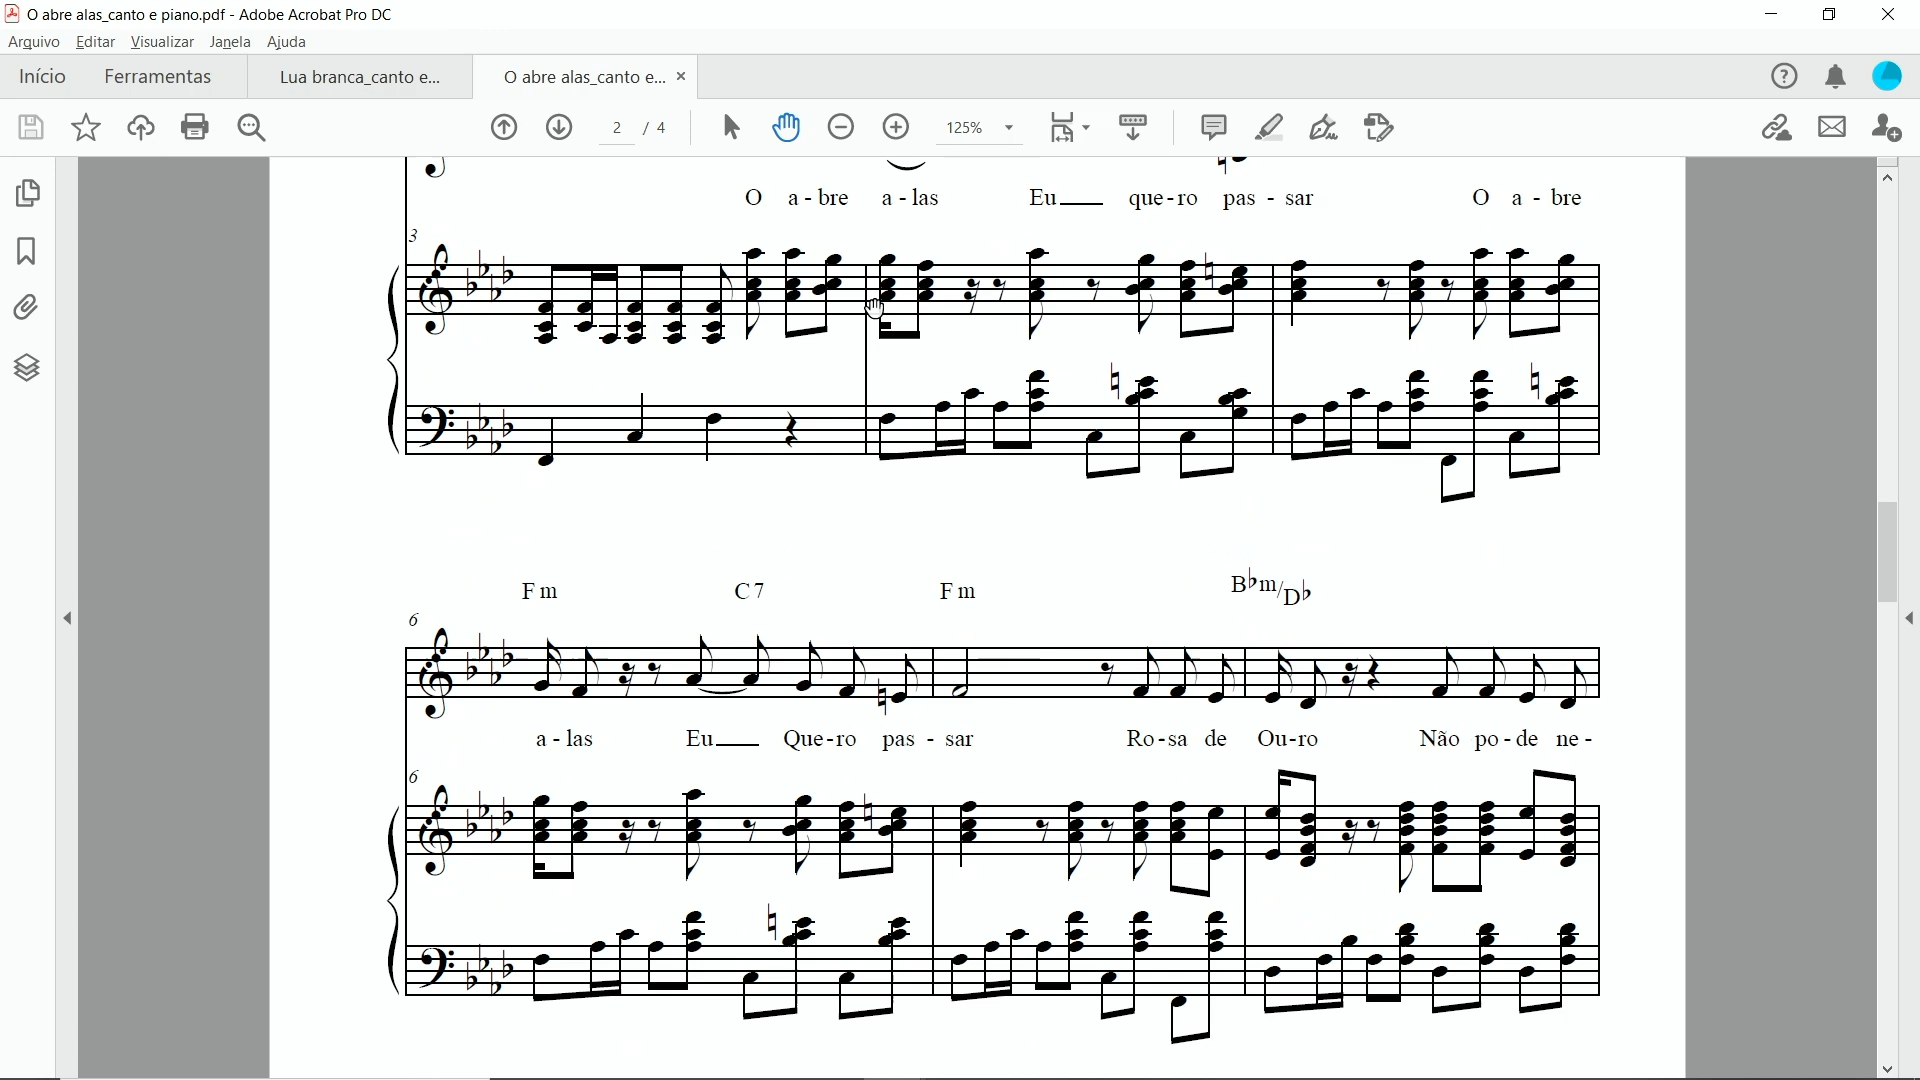 O abre alas_canto e piano.pdf - Adobe Acrobat Pro DC
Arquivo Editar Visualizar Janela Ajuda
Início Ferramentas Lua branca_canto e... O abre alas_canto e... ×
2 / 4 125%
O a - bre a - las Eu___ que - ro pas - sar O a - bre
3
Fm C7 Fm B♭m/D♭
6
a - las Eu___ Que - ro pas - sar Ro - sa de Ou - ro Não po - de ne -
6